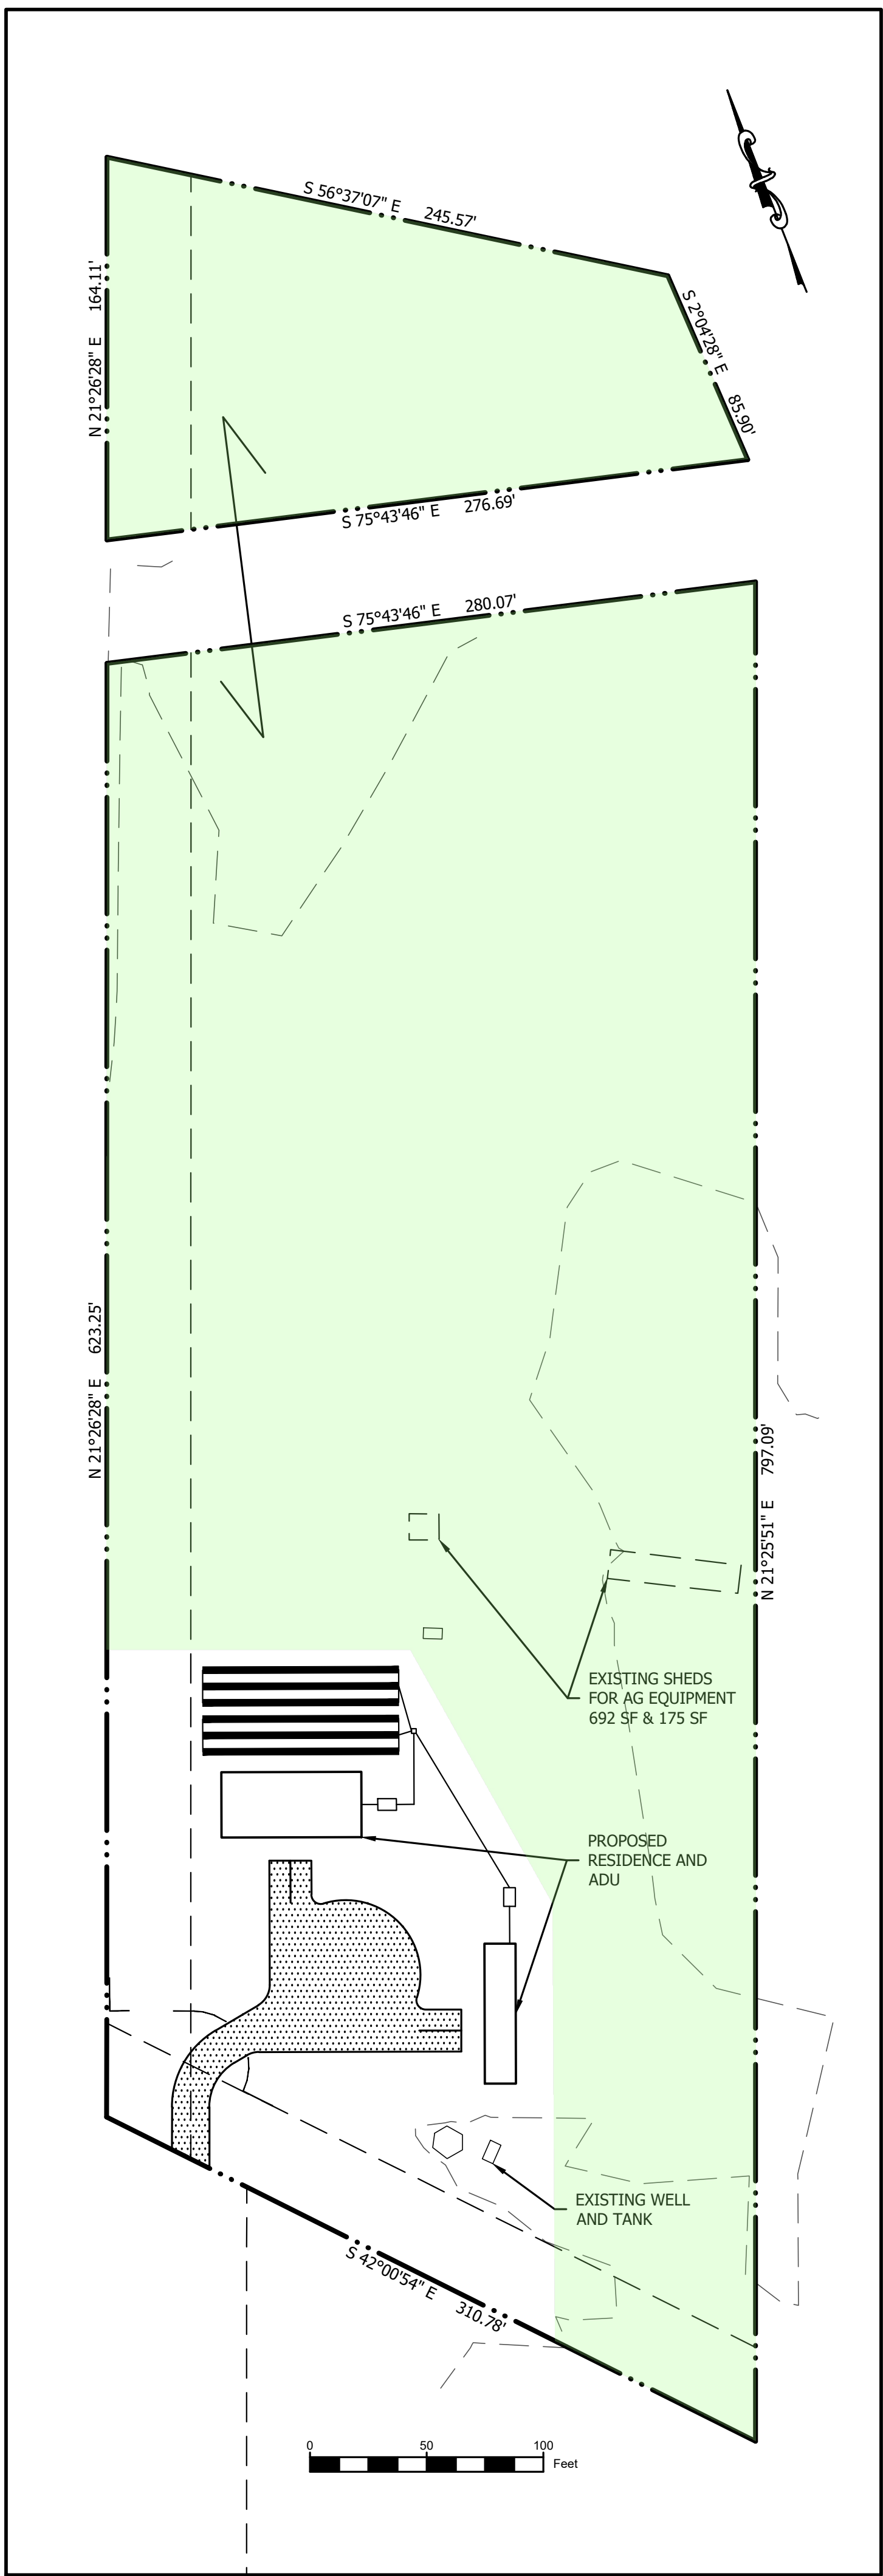 S 56°37'07" E 245.57'
N 21°26'28" E 164.11'
S 2°04'28" E 85.90'
S 75°43'46" E 276.69'
S 75°43'46" E 280.07'
N 21°26'28" E 623.25'
N 21°25'51" E 797.09'
EXISTING SHEDS
FOR AG EQUIPMENT
692 SF & 175 SF
PROPOSED
RESIDENCE AND
ADU
EXISTING WELL
AND TANK
S 42°00'54" E 310.78'
0 50 100
Feet